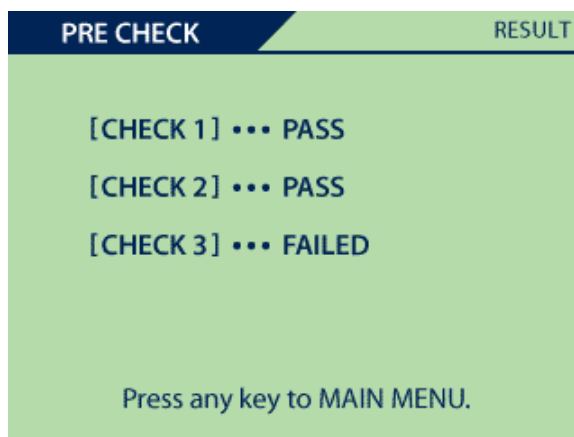 PRE CHECK RESULT
[CHECK 1] ••• PASS
[CHECK 2] ••• PASS
[CHECK 3] ••• FAILED
Press any key to MAIN MENU.